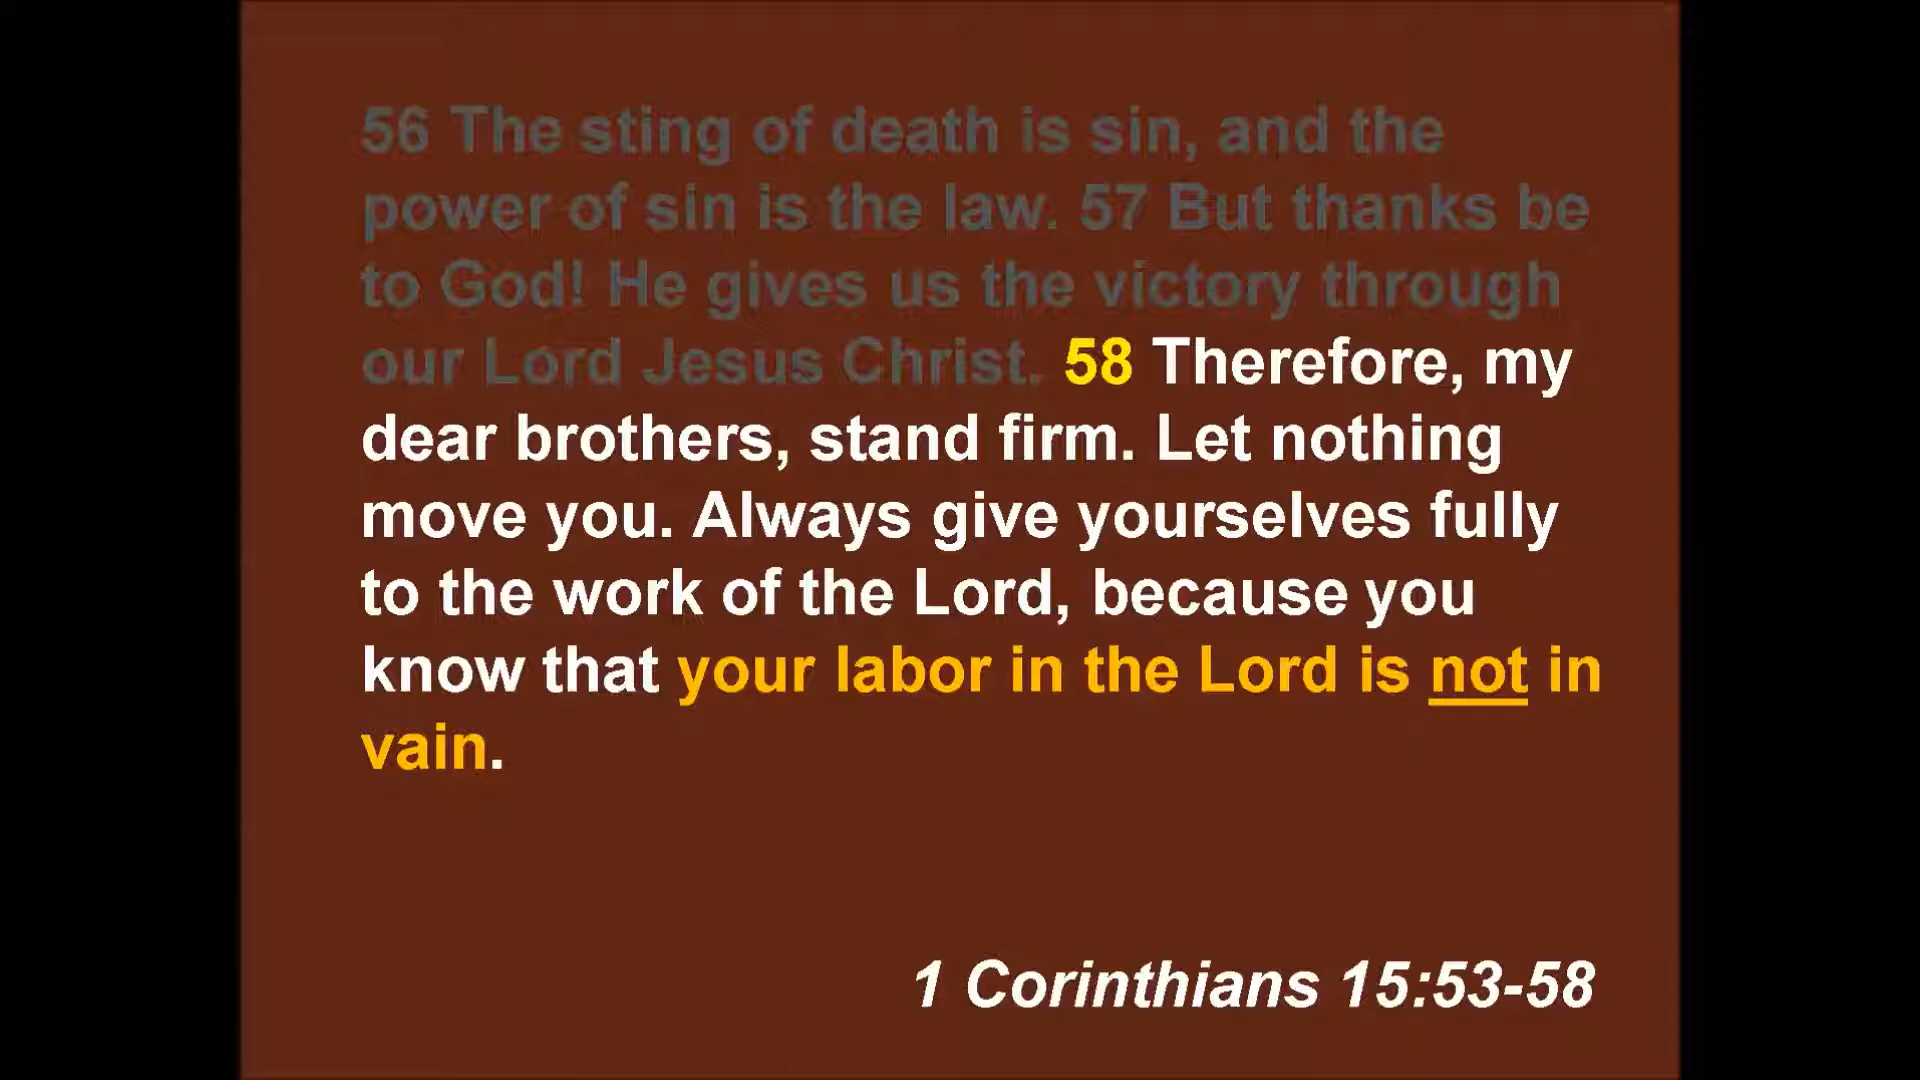 56 The sting of death is sin, and the
power of sin is the law. 57 But thanks be
to God! He gives us the victory through
our Lord Jesus Christ. 58 Therefore, my
dear brothers, stand firm. Let nothing
move you. Always give yourselves fully
to the work of the Lord, because you
know that your labor in the Lord is not in
vain.
1 Corinthians 15:53-58